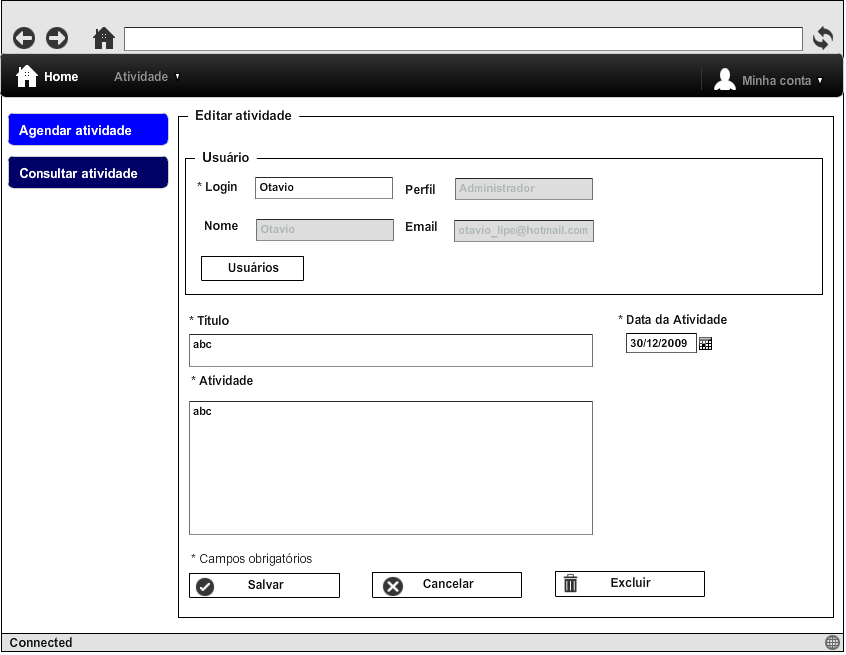 Home
Atividade
Minha conta
Agendar atividade
Consultar atividade
Editar atividade
Usuário
* Login
Otavio
Perfil
Administrador
Nome
Otavio
Email
otavio_lipe@hotmail.com
Usuários
* Título
* Data da Atividade
abc
30/12/2009
* Atividade
abc
* Campos obrigatórios
Salvar
Cancelar
Excluir
Connected